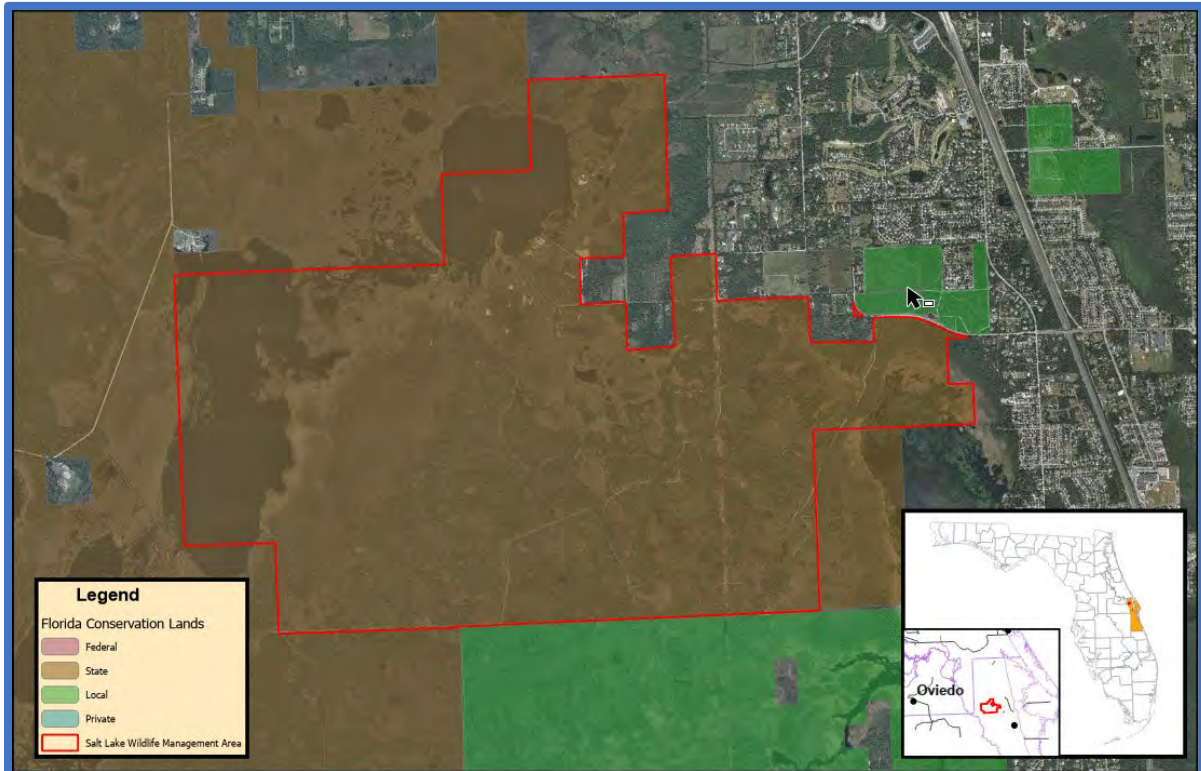 Legend
Florida Conservation Lands
Federal
State
Local
Private
Salt Lake Wildlife Management Area
Oviedo